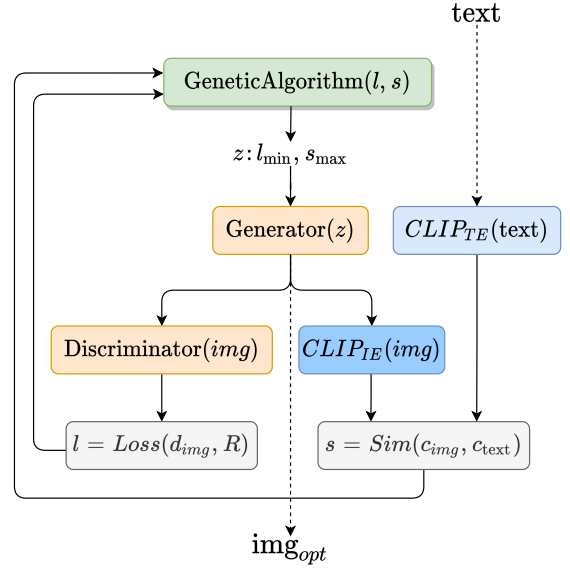 text
GeneticAlgorithm(l, s)
z: l_min, s_max
Generator(z)
CLIP_TE(text)
Discriminator(img)
CLIP_IE(img)
l = Loss(d_img, R)
s = Sim(c_img, c_text)
img_opt